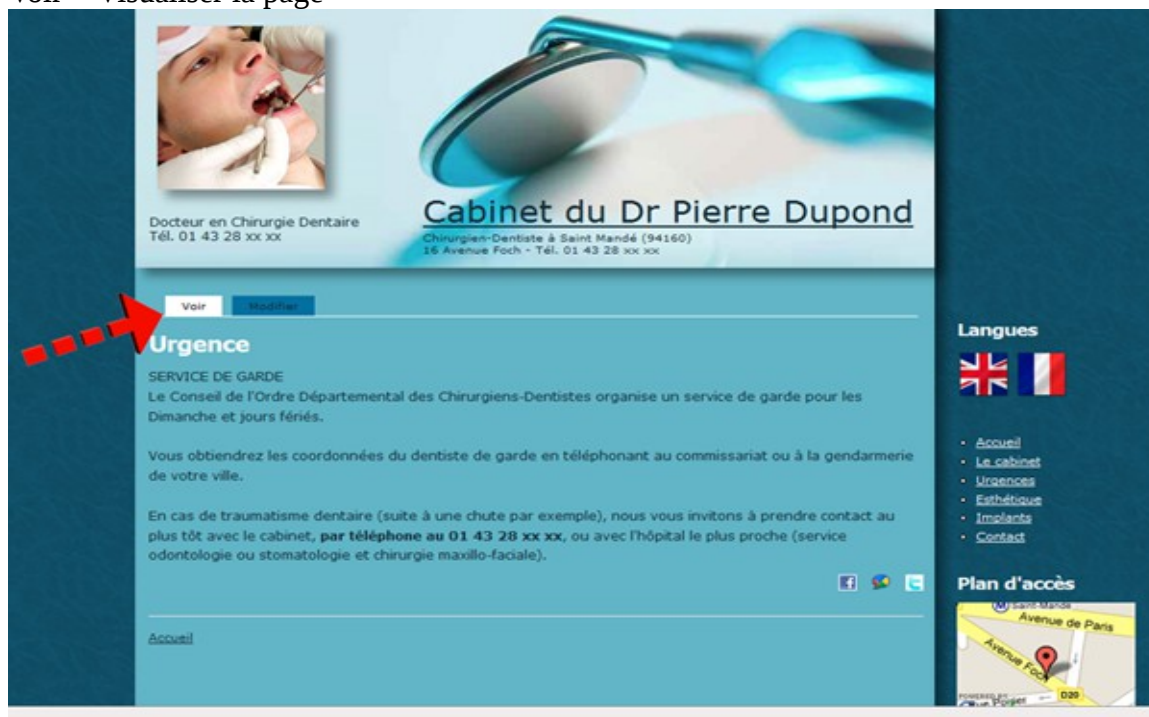 Docteur en Chirurgie Dentaire
Tél. 01 43 28 xx xx
Cabinet du Dr Pierre Dupond
Chirurgien-Dentiste à Saint Mandé (94160)
16 Avenue Foch - Tél. 01 43 28 xx xx
Voir
Modifier
Urgence
SERVICE DE GARDE
Le Conseil de l'Ordre Départemental des Chirurgiens-Dentistes organise un service de garde pour les
Dimanche et jours fériés.
Vous obtiendrez les coordonnées du dentiste de garde en téléphonant au commissariat ou à la gendarmerie
de votre ville.
En cas de traumatisme dentaire (suite à une chute par exemple), nous vous invitons à prendre contact au
plus tôt avec le cabinet, par téléphone au 01 43 28 xx xx, ou avec l'hôpital le plus proche (service
odontologie ou stomatologie et chirurgie maxillo-faciale).
Accueil
Langues
Accueil
Le cabinet
Urgences
Esthétique
Implants
Contact
Plan d'accès
Saint-Mandé
Avenue de Paris
Avenue Foch
POWERED BY
D20